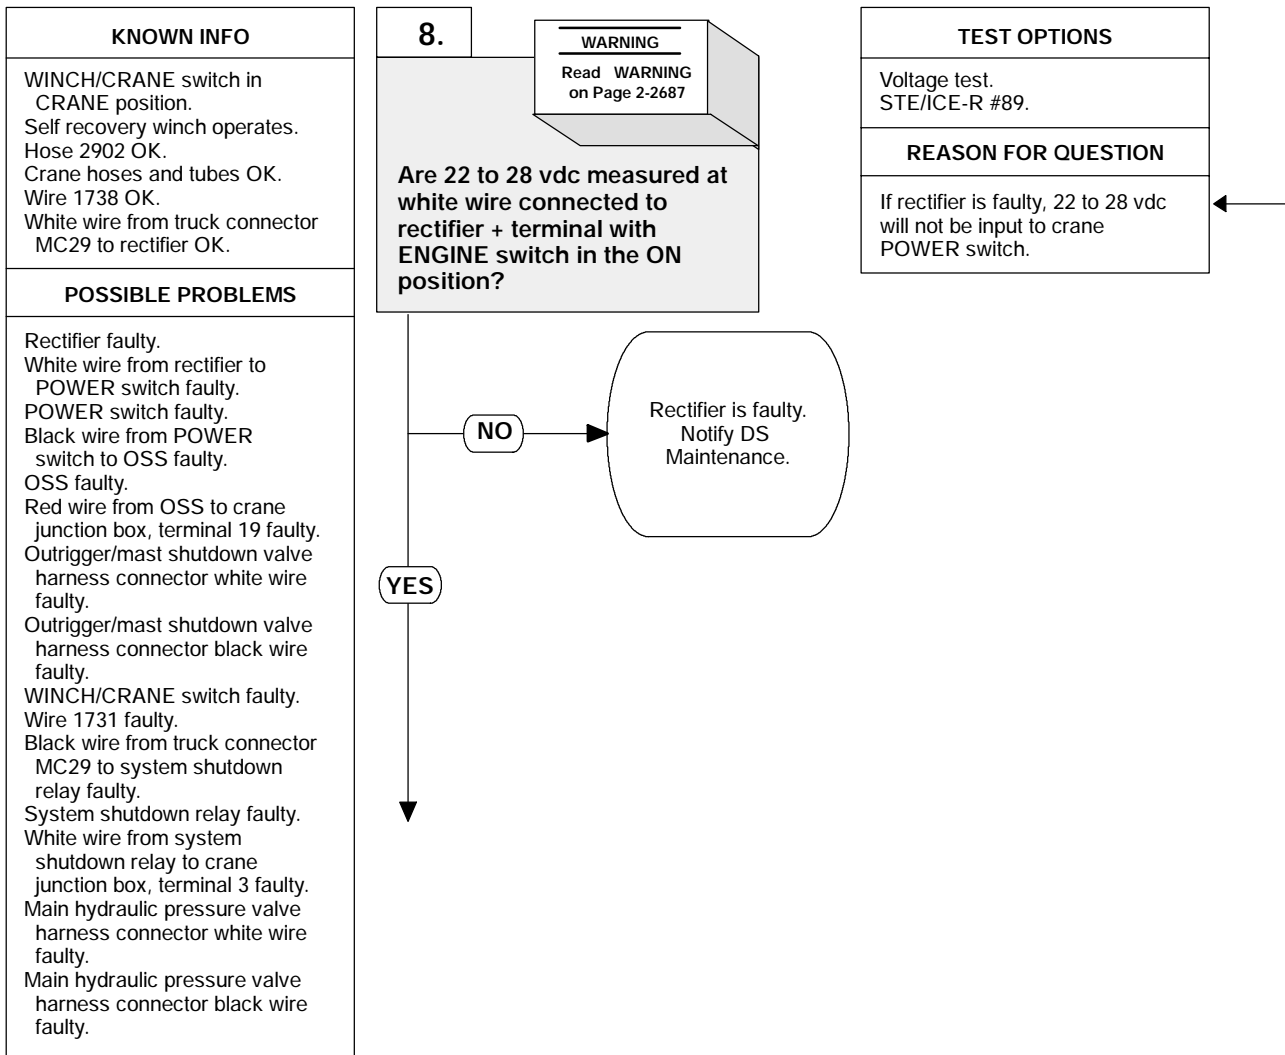 KNOWN INFO
WINCH/CRANE switch in
CRANE position.
Self recovery winch operates.
Hose 2902 OK.
Crane hoses and tubes OK.
Wire 1738 OK.
White wire from truck connector
MC29 to rectifier OK.
POSSIBLE PROBLEMS
Rectifier faulty.
White wire from rectifier to
POWER switch faulty.
POWER switch faulty.
Black wire from POWER
switch to OSS faulty.
OSS faulty.
Red wire from OSS to crane
junction box, terminal 19 faulty.
Outrigger/mast shutdown valve
harness connector white wire
faulty.
Outrigger/mast shutdown valve
harness connector black wire
faulty.
WINCH/CRANE switch faulty.
Wire 1731 faulty.
Black wire from truck connector
MC29 to system shutdown
relay faulty.
System shutdown relay faulty.
White wire from system
shutdown relay to crane
junction box, terminal 3 faulty.
Main hydraulic pressure valve
harness connector white wire
faulty.
Main hydraulic pressure valve
harness connector black wire
faulty.
8.
WARNING
Read WARNING
on Page 2-2687
Are 22 to 28 vdc measured at
white wire connected to
rectifier + terminal with
ENGINE switch in the ON
position?
NO
Rectifier is faulty.
Notify DS
Maintenance.
YES
TEST OPTIONS
Voltage test.
STE/ICE-R #89.
REASON FOR QUESTION
If rectifier is faulty, 22 to 28 vdc
will not be input to crane
POWER switch.